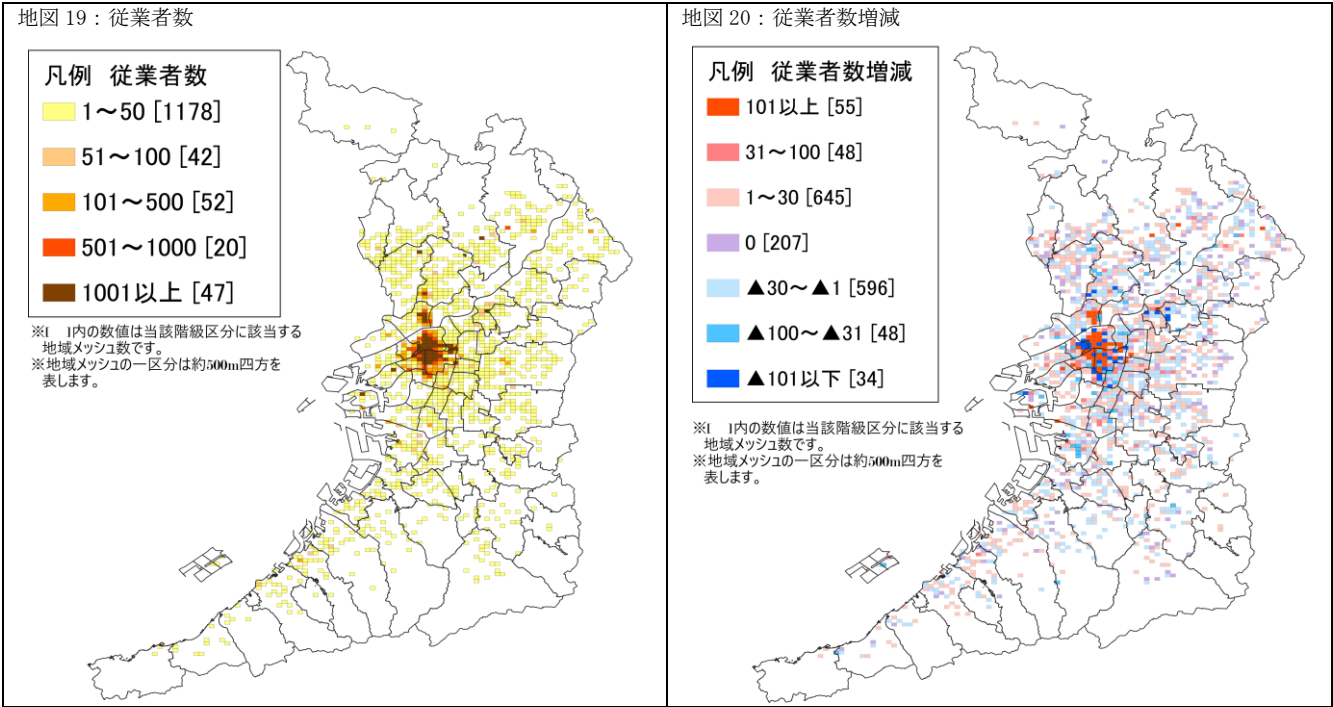 地図 19：従業者数
凡例 従業者数
1～50 [1178]
51～100 [42]
101～500 [52]
501～1000 [20]
1001以上 [47]
※[ ]内の数値は当該階級区分に該当する
地域メッシュ数です。
※地域メッシュの一区分は約500m四方を
表します。
地図 20：従業者数増減
凡例 従業者数増減
101以上 [55]
31～100 [48]
1～30 [645]
0 [207]
▲30～▲1 [596]
▲100～▲31 [48]
▲101以下 [34]
※[ ]内の数値は当該階級区分に該当する
地域メッシュ数です。
※地域メッシュの一区分は約500m四方を
表します。